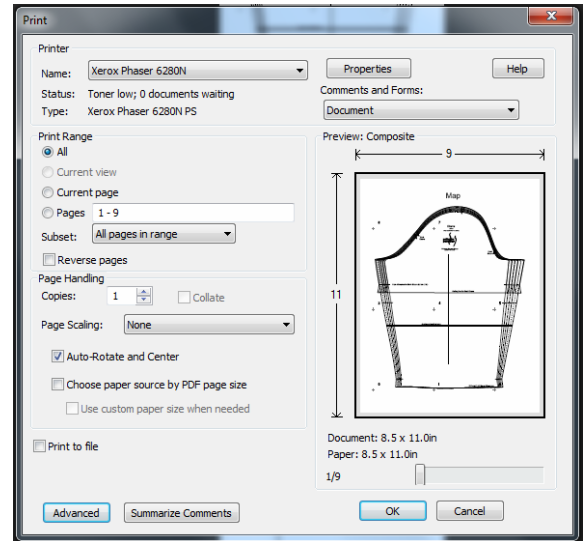 Print
Printer
Name: Xerox Phaser 6280N Properties Help
Status: Toner low; 0 documents waiting Comments and Forms:
Type: Xerox Phaser 6280N PS Document
Print Range
All
Current view
Current page
Pages 1 - 9
Subset: All pages in range
Reverse pages
Page Handling
Copies: 1 Collate
Page Scaling: None
Auto-Rotate and Center
Choose paper source by PDF page size
Use custom paper size when needed
Print to file
Advanced Summarize Comments
Preview: Composite
9
Map
11
Document: 8.5 x 11.0in
Paper: 8.5 x 11.0in
1/9
OK Cancel